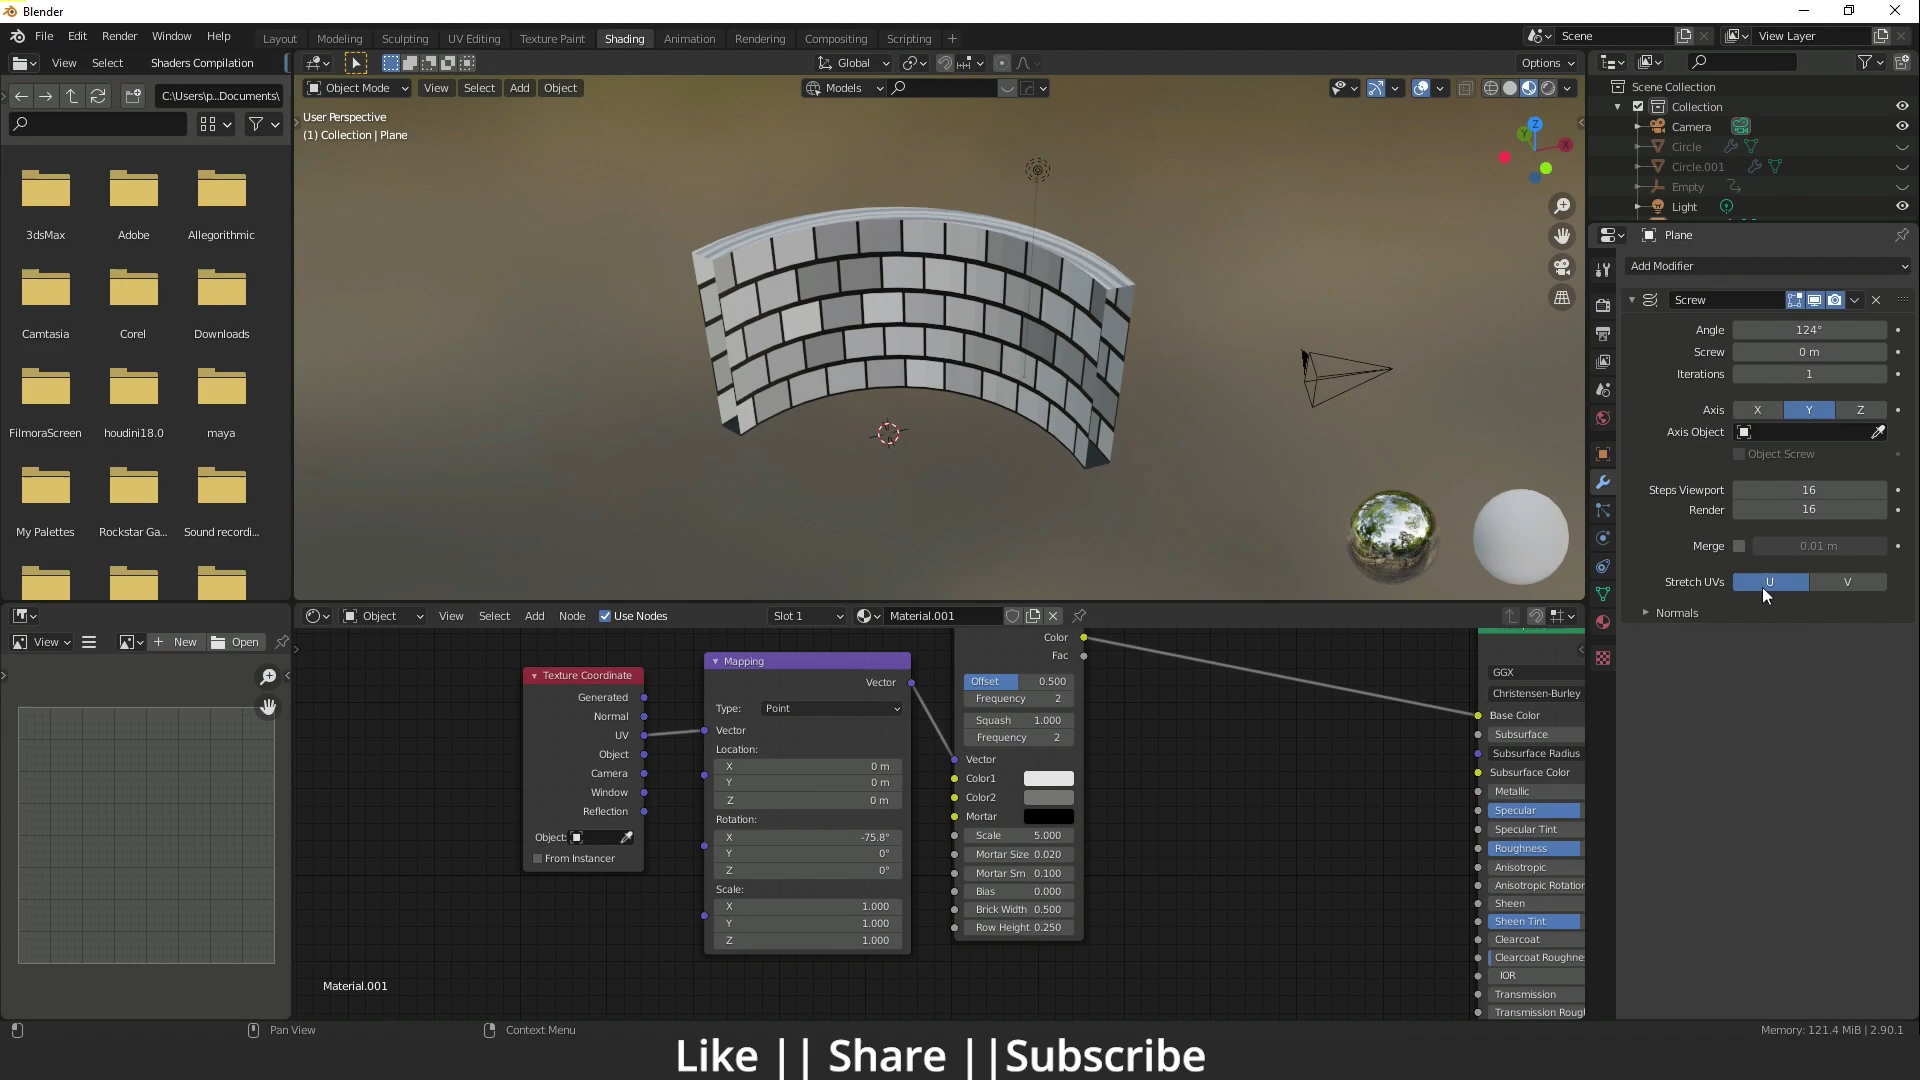 Blender
File Edit Render Window Help
Layout Modeling Sculpting UV Editing Texture Paint Shading Animation Rendering Compositing Scripting +
Scene
View Layer
View Select Shaders Compilation
Global
Options
C:\Users\p...Documents\
Object Mode View Select Add Object
Models
User Perspective
(1) Collection | Plane
X
Y
Z
3dsMax Adobe Allegorithmic
Camtasia Corel Downloads
FilmoraScreen houdini18.0 maya
My Palettes Rockstar Ga... Sound recordi...
Scene Collection
Collection
Camera
Circle
Circle.001
Empty
Light
Plane
Add Modifier
Screw
Angle 124°
Screw 0 m
Iterations 1
Axis X Y Z
Axis Object
Object Screw
Steps Viewport 16
Render 16
Merge 0.01 m
Stretch UVs U V
Normals
View New Open
Object View Select Add Node Use Nodes Slot 1 Material.001
Texture Coordinate
Generated
Normal
UV
Object
Camera
Window
Reflection
Object:
From Instancer
Mapping
Vector
Type: Point
Vector
Location:
X 0 m
Y 0 m
Z 0 m
Rotation:
X -75.8°
Y 0°
Z 0°
Scale:
X 1.000
Y 1.000
Z 1.000
Color
Fac
Offset 0.500
Frequency 2
Squash 1.000
Frequency 2
Vector
Color1
Color2
Mortar
Scale 5.000
Mortar Size 0.020
Mortar Sm 0.100
Bias 0.000
Brick Width 0.500
Row Height 0.250
GGX
Christensen-Burley
Base Color
Subsurface
Subsurface Radius
Subsurface Color
Metallic
Specular
Specular Tint
Roughness
Anisotropic
Anisotropic Rotation
Sheen
Sheen Tint
Clearcoat
Clearcoat Roughne
IOR
Transmission
Transmission Roug
Material.001
Pan View Context Menu
Memory: 121.4 MiB | 2.90.1
Like || Share ||Subscribe